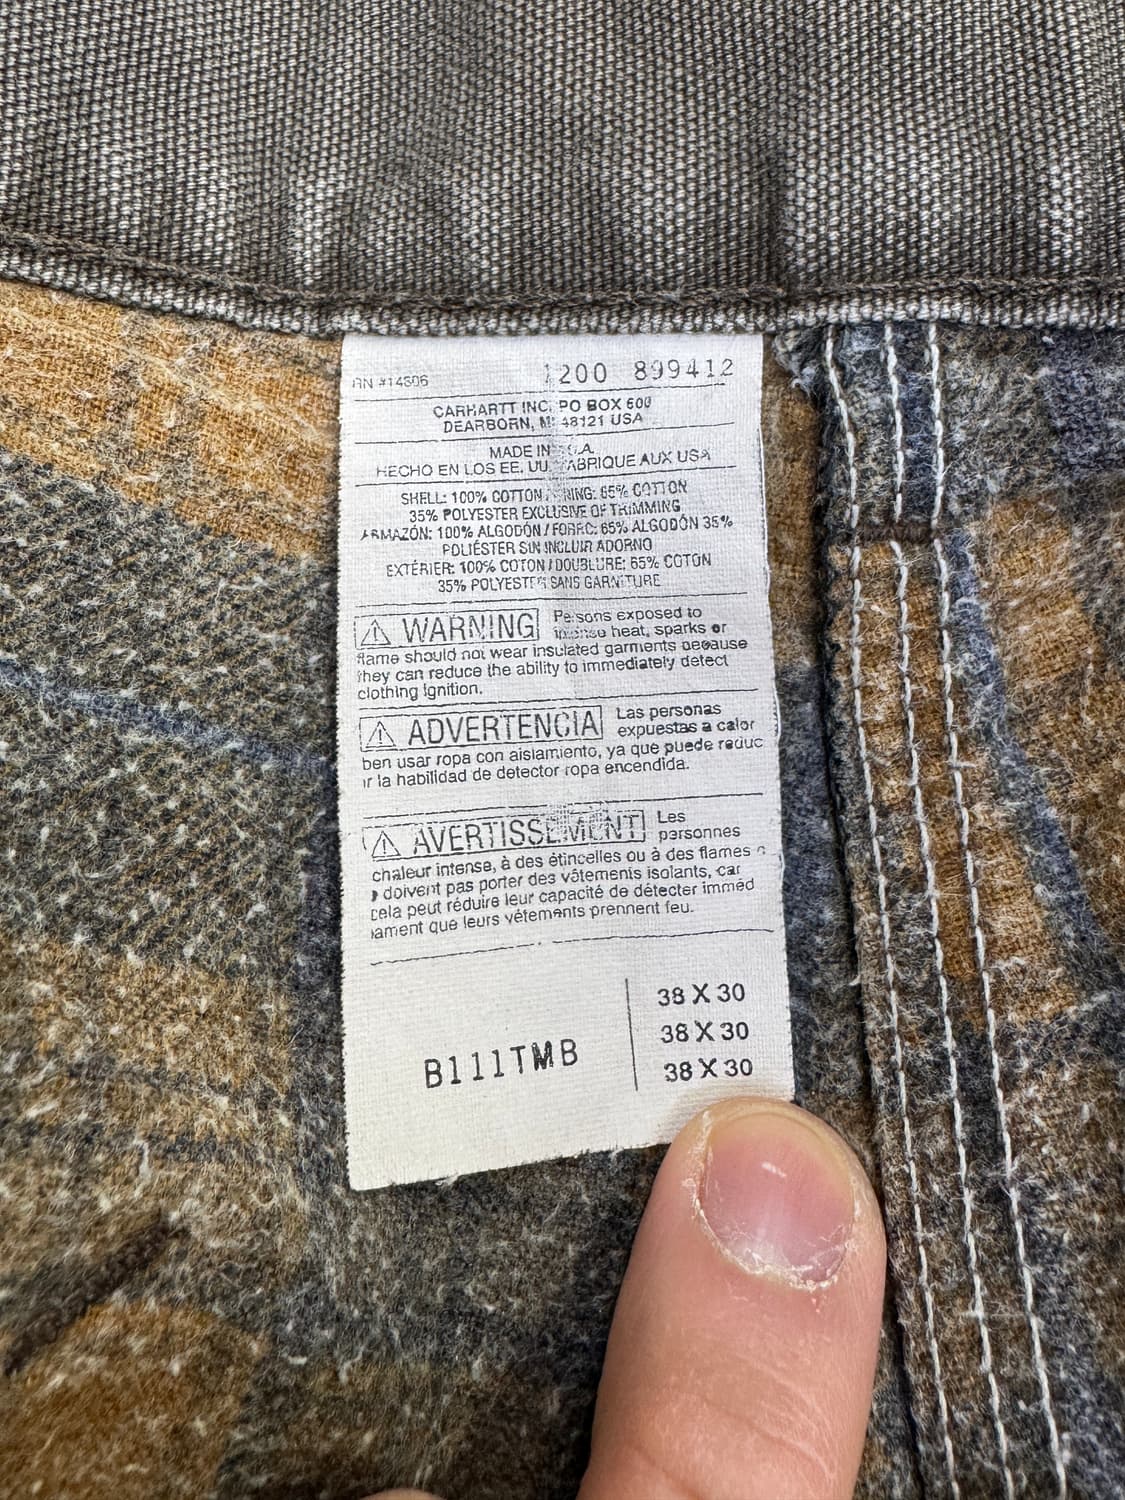 RN #14806 1200 899412
CARHARTT INC. PO BOX 600
DEARBORN, MI 48121 USA
MADE IN U.S.A.
HECHO EN LOS EE. UU. FABRIQUE AUX USA
SHELL: 100% COTTON / LINING: 65% COTTON
35% POLYESTER EXCLUSIVE OF TRIMMING
ARMAZÓN: 100% ALGODÓN / FORRO: 65% ALGODÓN 35%
POLIÉSTER SIN INCLUIR ADORNO
EXTÉRIER: 100% COTON / DOUBLURE: 65% COTON
35% POLYESTER SANS GARNITURE
⚠ WARNING Persons exposed to
intense heat, sparks or
flame should not wear insulated garments because
they can reduce the ability to immediately detect
clothing ignition.
⚠ ADVERTENCIA Las personas
expuestas a calor
ben usar ropa con aislamiento, ya que puede reduc
ir la habilidad de detector ropa encendida.
⚠ AVERTISSEMENT Les
personnes
chaleur intense, à des étincelles ou à des flames
doivent pas porter des vêtements isolants, car
cela peut réduire leur capacité de détecter imméd
iament que leurs vêtements prennent feu.
B111TMB
38 X 30
38 X 30
38 X 30